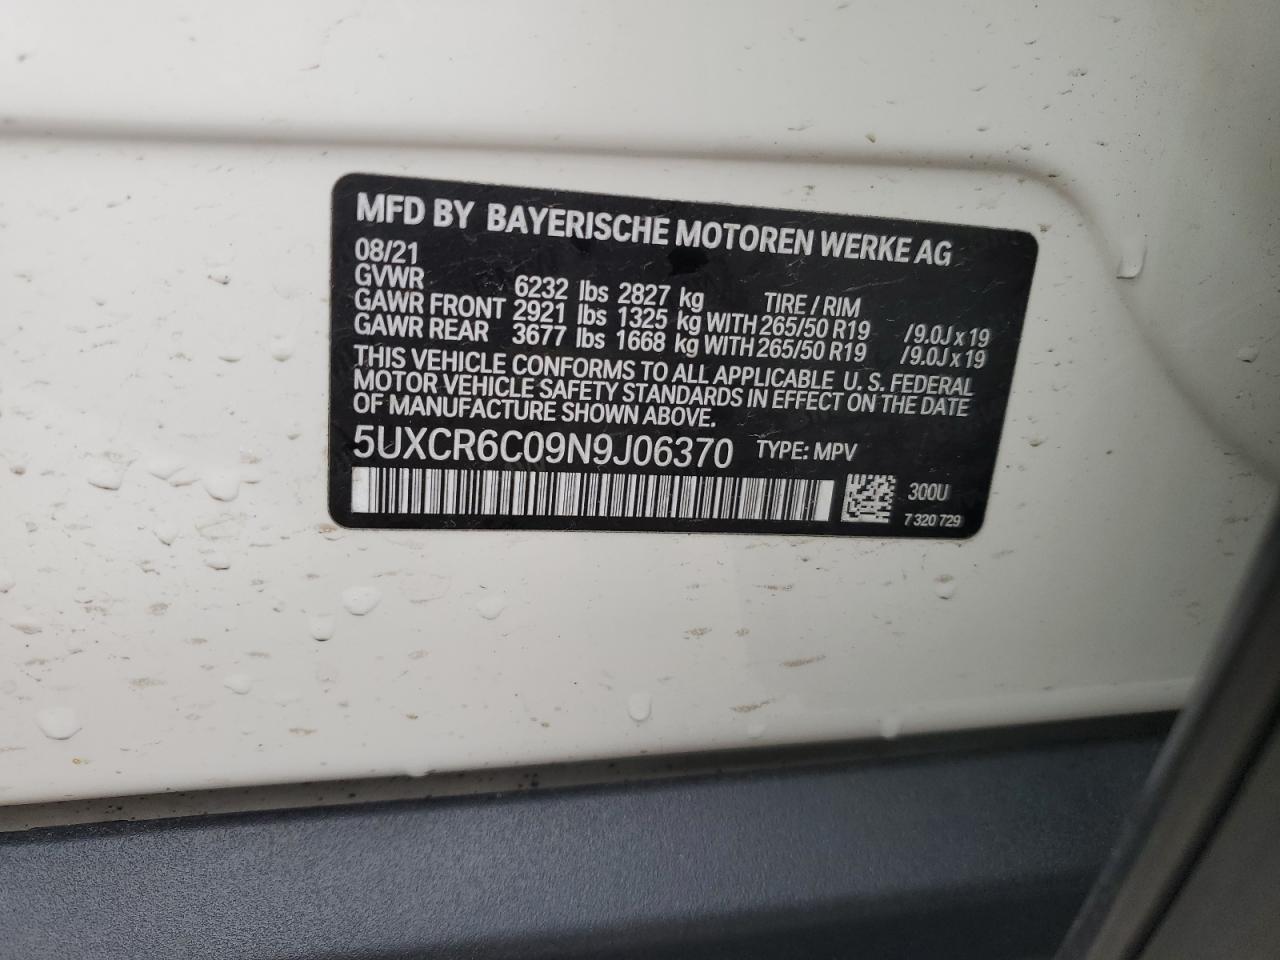 MFD BY BAYERISCHE MOTOREN WERKE AG
08/21
GVWR 6232 lbs 2827 kg TIRE / RIM
GAWR FRONT 2921 lbs 1325 kg WITH 265/50 R19 /9.0J x 19
GAWR REAR 3677 lbs 1668 kg WITH 265/50 R19 /9.0J x 19
THIS VEHICLE CONFORMS TO ALL APPLICABLE U. S. FEDERAL
MOTOR VEHICLE SAFETY STANDARDS IN EFFECT ON THE DATE
OF MANUFACTURE SHOWN ABOVE.
5UXCR6C09N9J06370 TYPE: MPV
300U
7 320 729